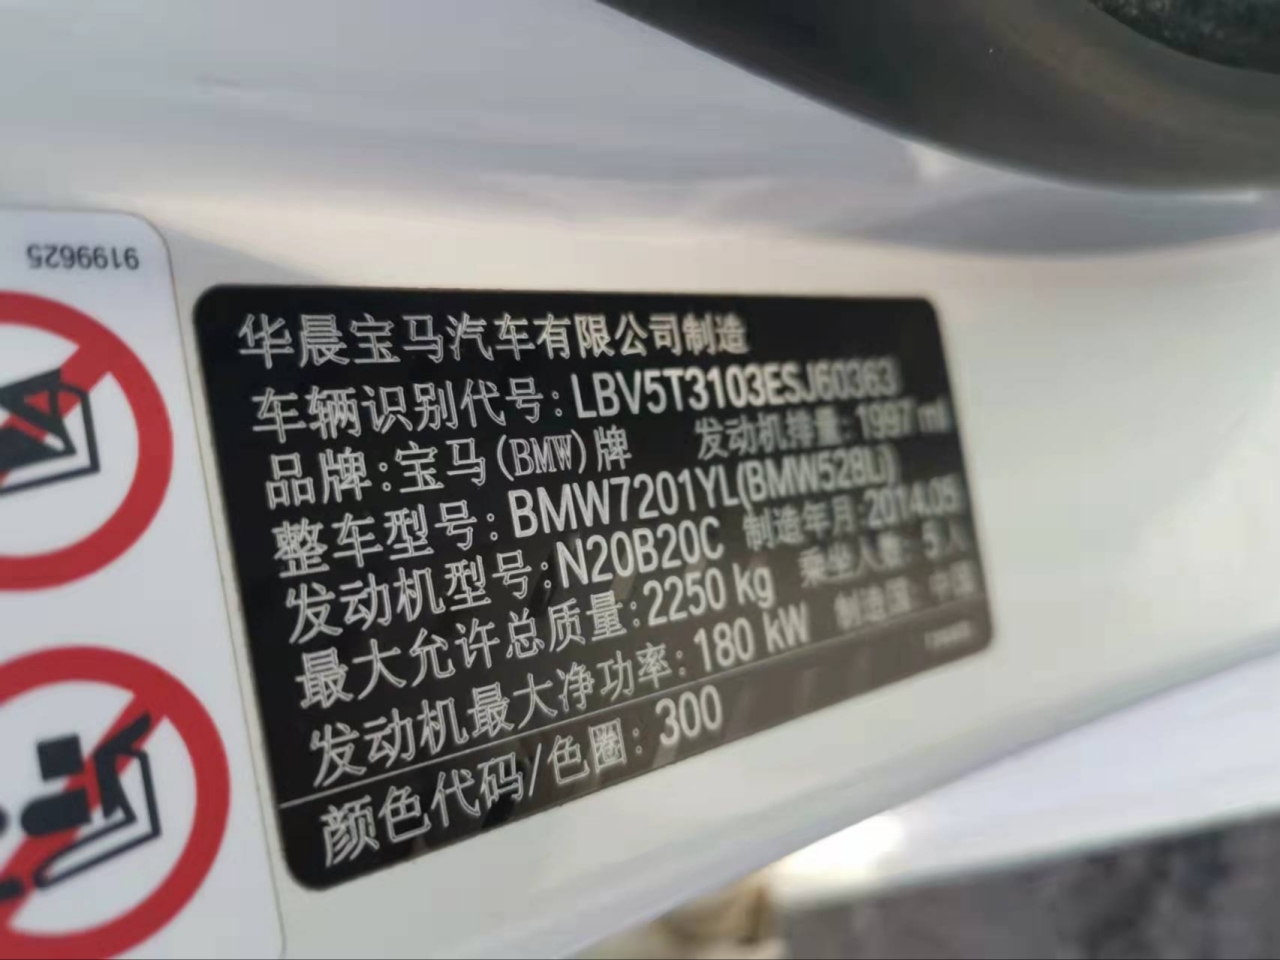 9199625
华晨宝马汽车有限公司制造
车辆识别代号:LBV5T3103ESJ60363
品牌:宝马(BMW)牌 发动机排量:1997 ml
整车型号:BMW7201YL(BMW528Li)
发动机型号:N20B20C 制造年月:2014.05
最大允许总质量:2250 kg 乘坐人数: 5人
发动机最大净功率:180 kW 制造国: 中国
颜色代码/色圈: 300